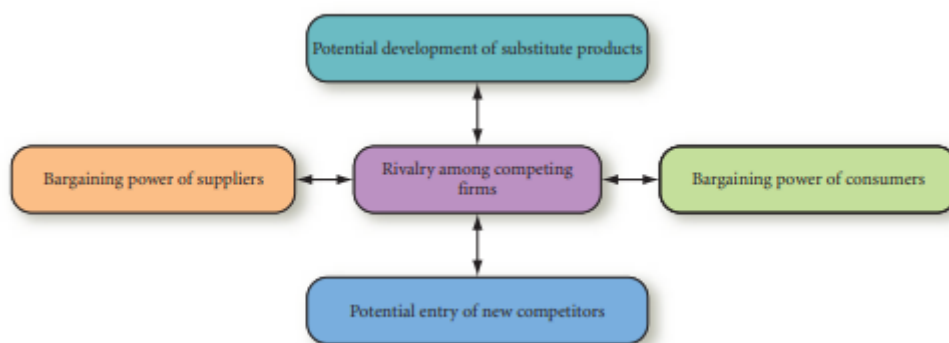 Potential development of substitute products
Bargaining power of suppliers
Rivalry among competing
firms
Bargaining power of consumers
Potential entry of new competitors